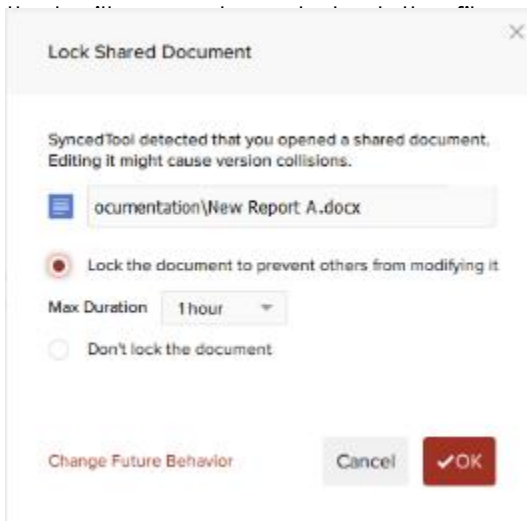 Lock Shared Document
SyncedTool detected that you opened a shared document.
Editing it might cause version collisions.
ocumentation\New Report A.docx
Lock the document to prevent others from modifying it
Max Duration 1 hour
Don't lock the document
Change Future Behavior Cancel OK